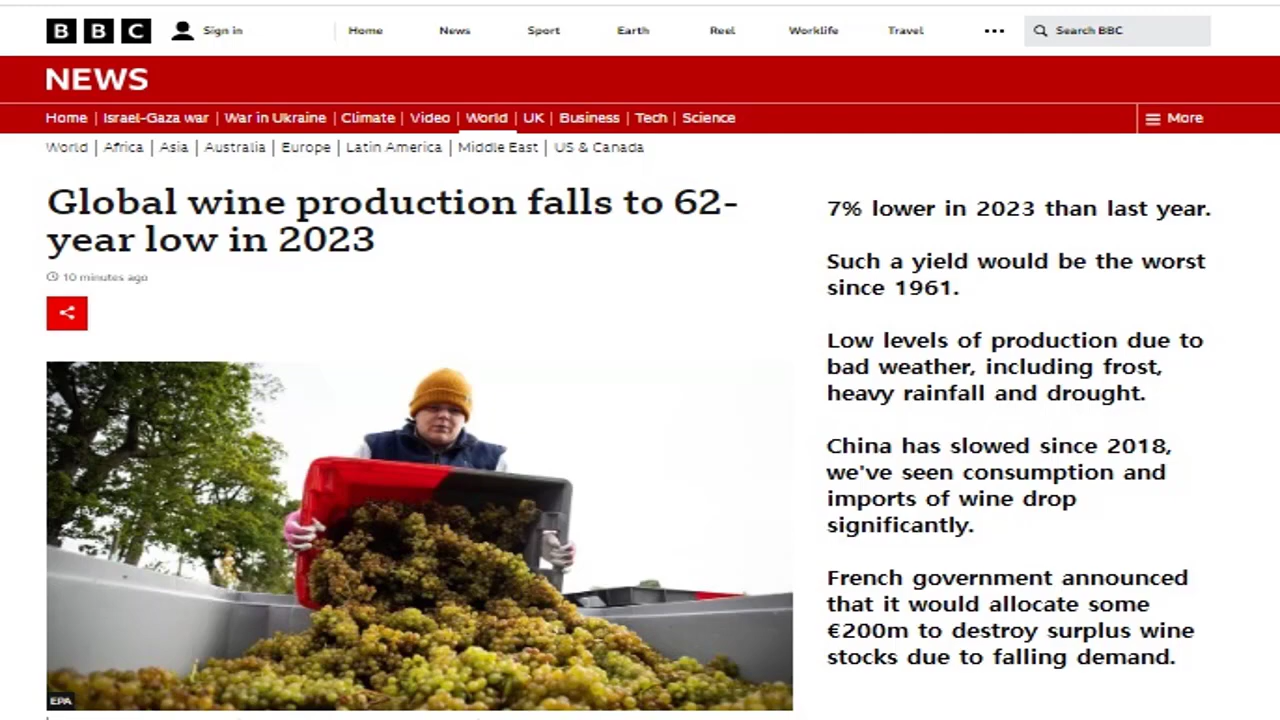 BBC Sign in Home News Sport Earth Reel Worklife Travel ... Search BBC
NEWS
Home | Israel-Gaza war | War in Ukraine | Climate | Video | World | UK | Business | Tech | Science More
World | Africa | Asia | Australia | Europe | Latin America | Middle East | US & Canada
Global wine production falls to 62-
year low in 2023
10 minutes ago
EPA
7% lower in 2023 than last year.
Such a yield would be the worst
since 1961.
Low levels of production due to
bad weather, including frost,
heavy rainfall and drought.
China has slowed since 2018,
we've seen consumption and
imports of wine drop
significantly.
French government announced
that it would allocate some
€200m to destroy surplus wine
stocks due to falling demand.